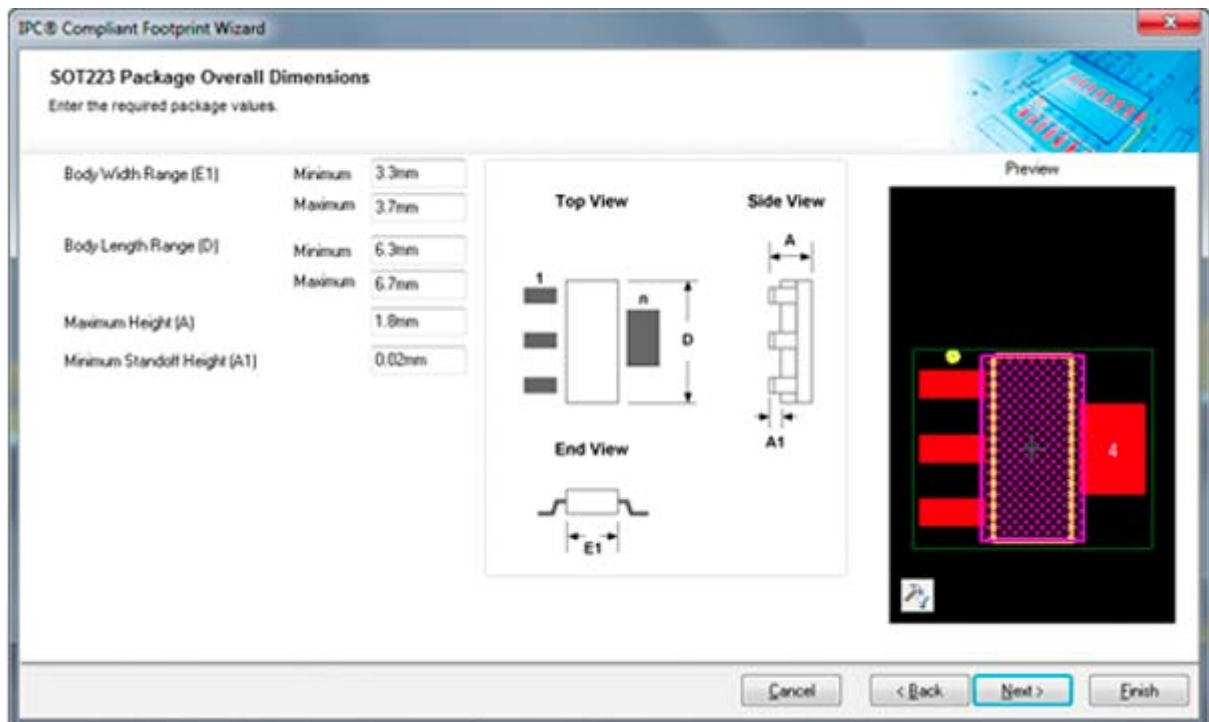 IPC® Compliant Footprint Wizard
SOT223 Package Overall Dimensions
Enter the required package values.
Body Width Range (E1) Minimum 3.3mm
Maximum 3.7mm
Body Length Range (D) Minimum 6.3mm
Maximum 6.7mm
Maximum Height (A) 1.8mm
Minimum Standoff Height (A1) 0.02mm
Top View
Side View
1
n
D
A
A1
End View
E1
Preview
4
Cancel
< Back
Next >
Finish